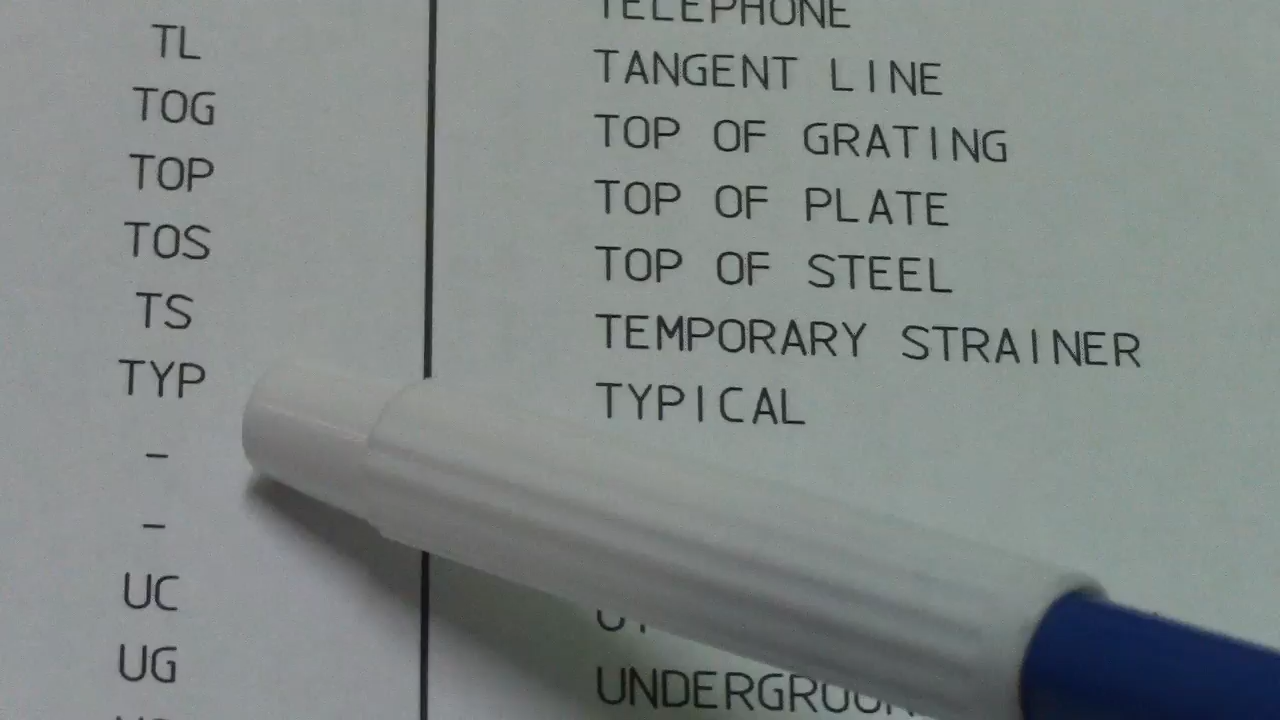 TELEPHONE
TL TANGENT LINE
TOG TOP OF GRATING
TOP TOP OF PLATE
TOS TOP OF STEEL
TS TEMPORARY STRAINER
TYP TYPICAL
-
-
UC
UG